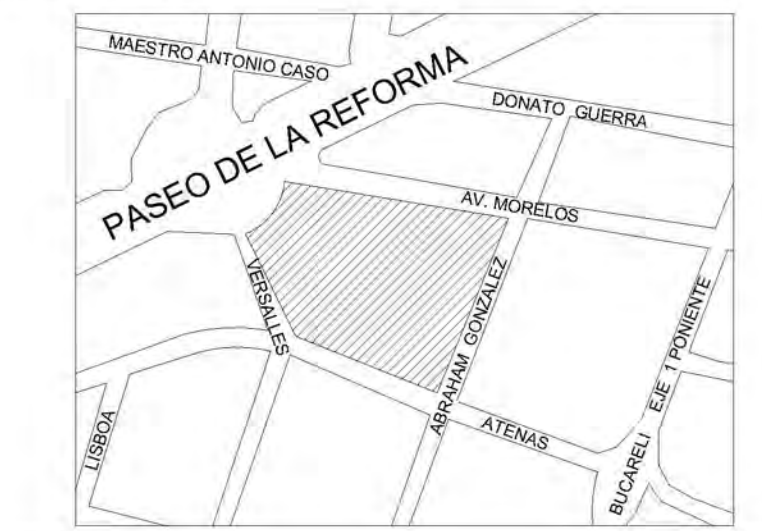 MAESTRO ANTONIO CASO
PASEO DE LA REFORMA
DONATO GUERRA
AV. MORELOS
VERSALLES
ABRAHAM GONZALEZ
EJE 1 PONIENTE
LISBOA
ATENAS
BUCARELI